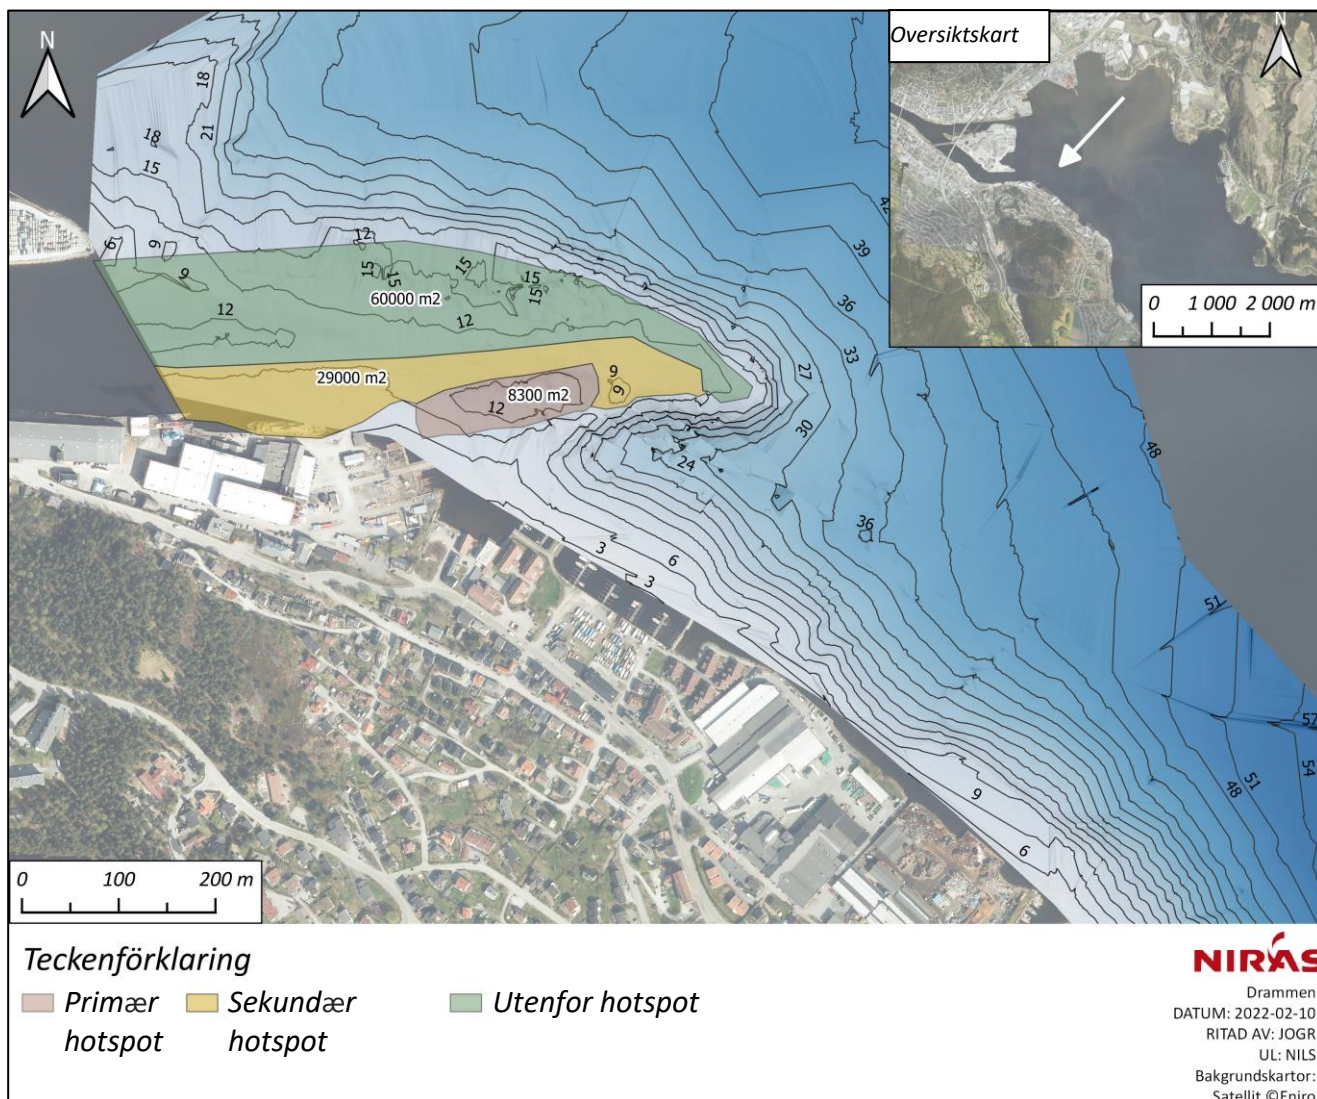 N
Oversiktskart
N
0 1 000 2 000 m
18
21
18
15
6
9
9
12
15
15
15
15
15
60000 m2
12
12
29000 m2
8300 m2
12
9
9
42
39
36
33
27
30
24
36
48
3
6
3
51
57
54
51
48
9
6
0 100 200 m
Teckenförklaring
Primær
hotspot
Sekundær
hotspot
Utenfor hotspot
NIRAS
Drammen
DATUM: 2022-02-10
RITAD AV: JOGR
UL: NILS
Bakgrundskartor:
Satellit ©Eniro